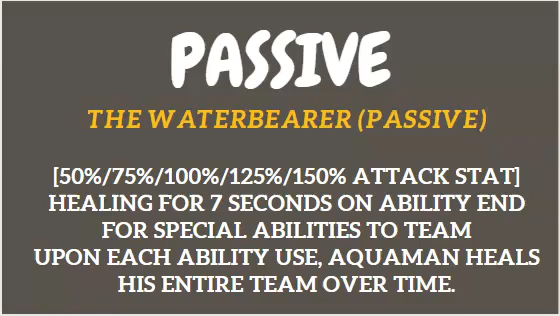 PASSIVE
THE WATERBEARER (PASSIVE)
[50%/75%/100%/125%/150% ATTACK STAT]
HEALING FOR 7 SECONDS ON ABILITY END
FOR SPECIAL ABILITIES TO TEAM
UPON EACH ABILITY USE, AQUAMAN HEALS
HIS ENTIRE TEAM OVER TIME.